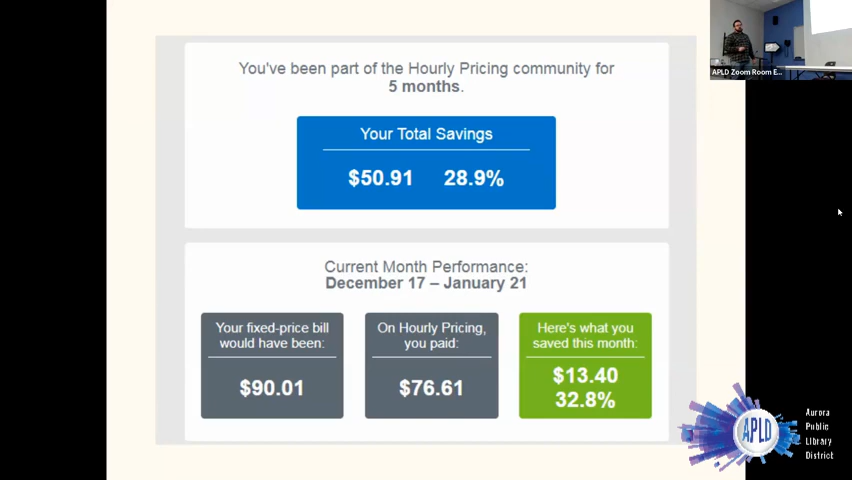 You've been part of the Hourly Pricing community for
5 months.
Your Total Savings
$50.91 28.9%
Current Month Performance:
December 17 – January 21
Your fixed-price bill
would have been:
$90.01
On Hourly Pricing,
you paid:
$76.61
Here's what you
saved this month:
$13.40
32.8%
APLD Zoom Room E...
APLD
Aurora
Public
Library
District